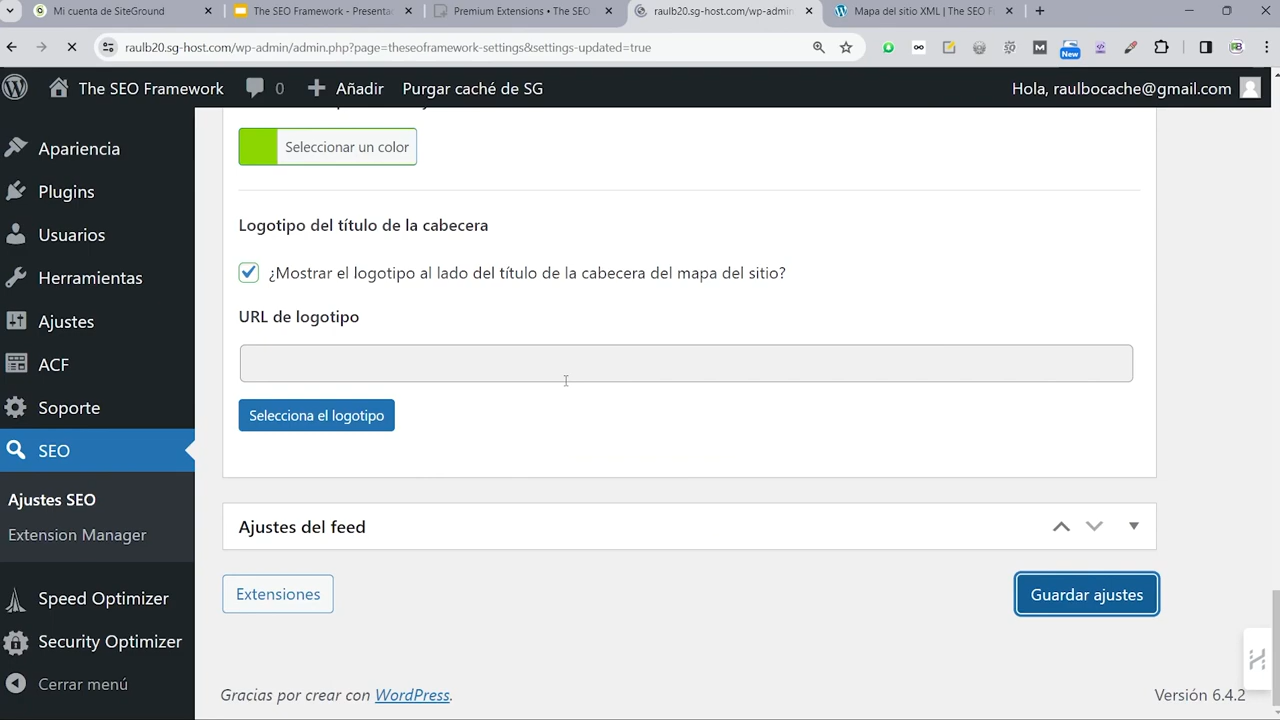 Mi cuenta de SiteGround
The SEO Framework - Presenta
Premium Extensions • The SEO
raulb20.sg-host.com/wp-admin
Mapa del sitio XML | The SEO F
raulb20.sg-host.com/wp-admin/admin.php?page=theseoframework-settings&settings-updated=true
New
The SEO Framework
0
Añadir
Purgar caché de SG
Hola, raulbocache@gmail.com
Apariencia
Plugins
Usuarios
Herramientas
Ajustes
ACF
Soporte
SEO
Ajustes SEO
Extension Manager
Speed Optimizer
Security Optimizer
Cerrar menú
Seleccionar un color
Logotipo del título de la cabecera
¿Mostrar el logotipo al lado del título de la cabecera del mapa del sitio?
URL de logotipo
Selecciona el logotipo
Ajustes del feed
Extensiones
Guardar ajustes
Gracias por crear con WordPress.
Versión 6.4.2